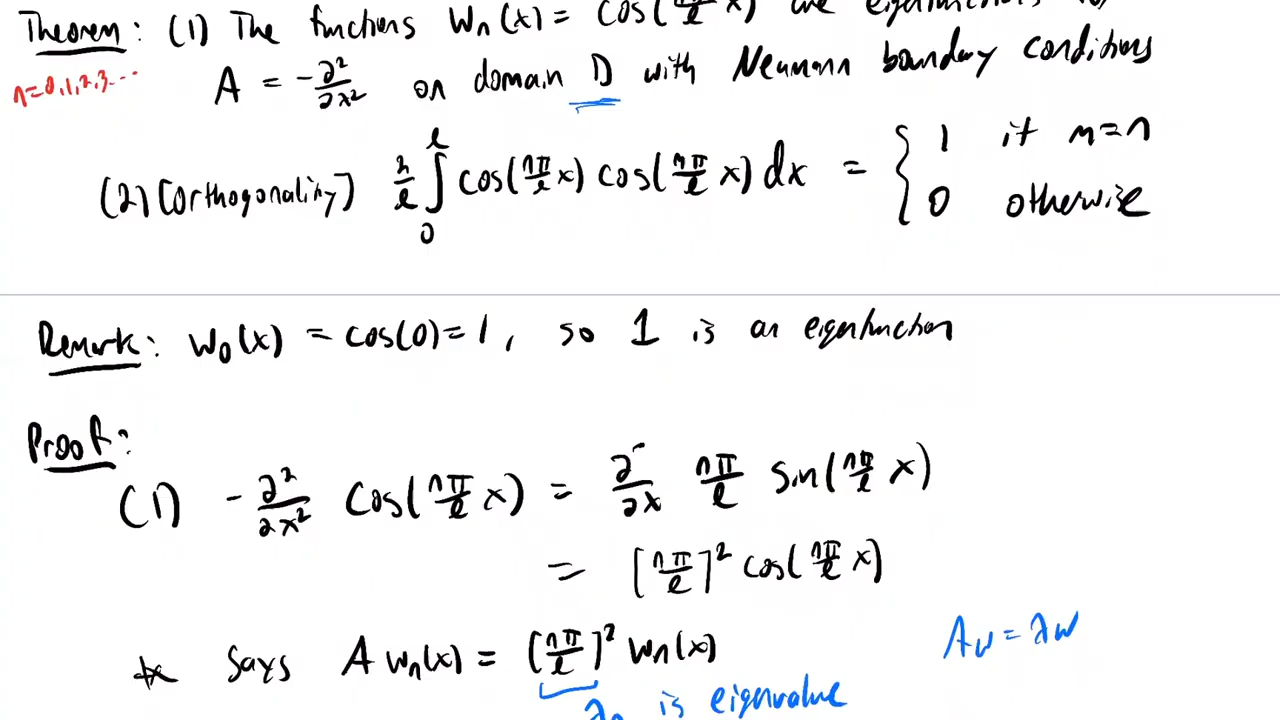 Theorem: (1) The functions wₙ(x) = cos(nπ/l x) are eigenfunctions for
n=0,1,2,3...
A = -∂²/∂x² on domain D with Neumann boundary conditions
(2) [Orthogonality] 2/l ∫₀ˡ cos(nπ/l x) cos(mπ/l x) dx = { 1 if m=n
0 otherwise
Remark: w₀(x) = cos(0) = 1, so 1 is an eigenfunction
Proof:
(1) -∂²/∂x² cos(nπ/l x) = ∂/∂x nπ/l sin(nπ/l x)
= [nπ/l]² cos(nπ/l x)
* Says A wₙ(x) = [nπ/l]² wₙ(x)
Aw = λw
λₙ is eigenvalue